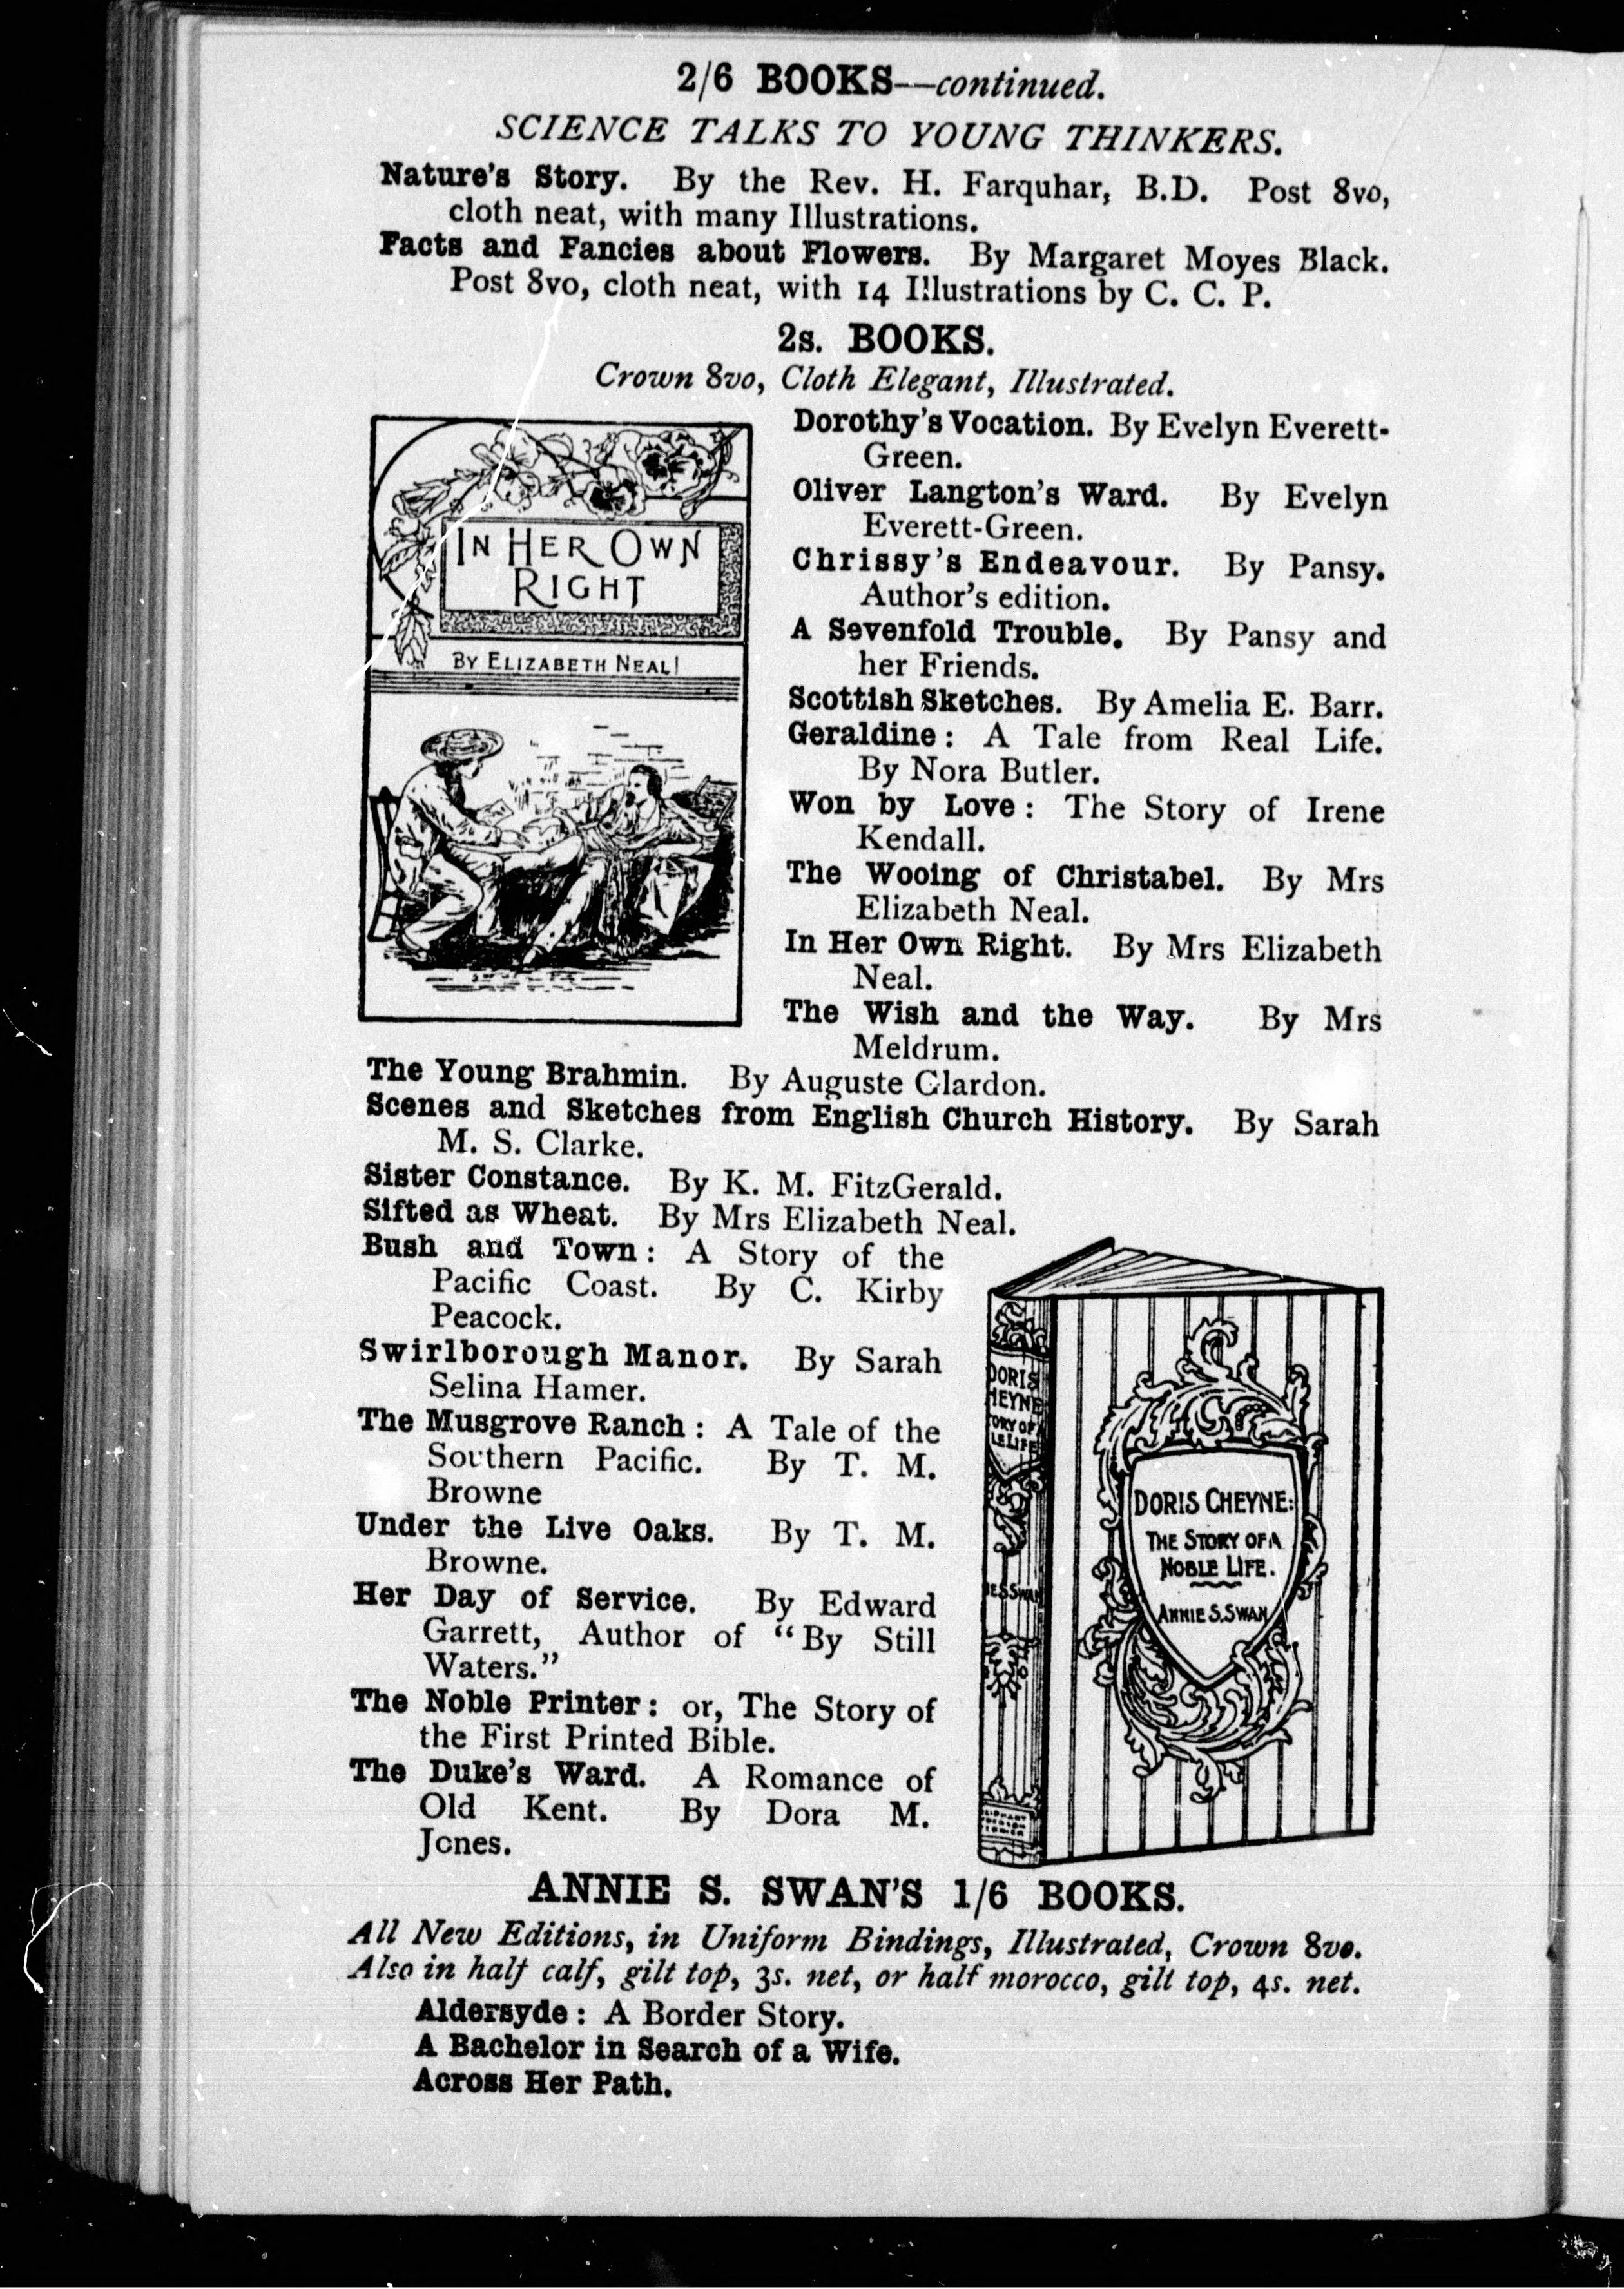 2/6 BOOKS—continued.
SCIENCE TALKS TO YOUNG THINKERS.
Nature's Story. By the Rev. H. Farquhar, B.D. Post 8vo,
cloth neat, with many Illustrations.
Facts and Fancies about Flowers. By Margaret Moyes Black.
Post 8vo, cloth neat, with 14 Illustrations by C. C. P.
2s. BOOKS.
Crown 8vo, Cloth Elegant, Illustrated.
IN HER OWN
RIGHT
BY ELIZABETH NEAL
Dorothy's Vocation. By Evelyn Everett-
Green.
Oliver Langton's Ward. By Evelyn
Everett-Green.
Chrissy's Endeavour. By Pansy.
Author's edition.
A Sevenfold Trouble. By Pansy and
her Friends.
Scottish Sketches. By Amelia E. Barr.
Geraldine: A Tale from Real Life.
By Nora Butler.
Won by Love: The Story of Irene
Kendall.
The Wooing of Christabel. By Mrs
Elizabeth Neal.
In Her Own Right. By Mrs Elizabeth
Neal.
The Wish and the Way. By Mrs
Meldrum.
The Young Brahmin. By Auguste Glardon.
Scenes and Sketches from English Church History. By Sarah
M. S. Clarke.
Sister Constance. By K. M. FitzGerald.
Sifted as Wheat. By Mrs Elizabeth Neal.
Bush and Town: A Story of the
Pacific Coast. By C. Kirby
Peacock.
Swirlborough Manor. By Sarah
Selina Hamer.
The Musgrove Ranch: A Tale of the
Southern Pacific. By T. M.
Browne
Under the Live Oaks. By T. M.
Browne.
Her Day of Service. By Edward
Garrett, Author of "By Still
Waters."
The Noble Printer: or, The Story of
the First Printed Bible.
The Duke's Ward. A Romance of
Old Kent. By Dora M.
Jones.
DORIS
HEYNE
ORY OF
LE LIFE
ES SWAN
DORIS CHEYNE:
THE STORY OF A
NOBLE LIFE.
ANNIE S. SWAN
ANNIE S. SWAN'S 1/6 BOOKS.
All New Editions, in Uniform Bindings, Illustrated, Crown 8vo.
Also in half calf, gilt top, 3s. net, or half morocco, gilt top, 4s. net.
Aldersyde: A Border Story.
A Bachelor in Search of a Wife.
Across Her Path.